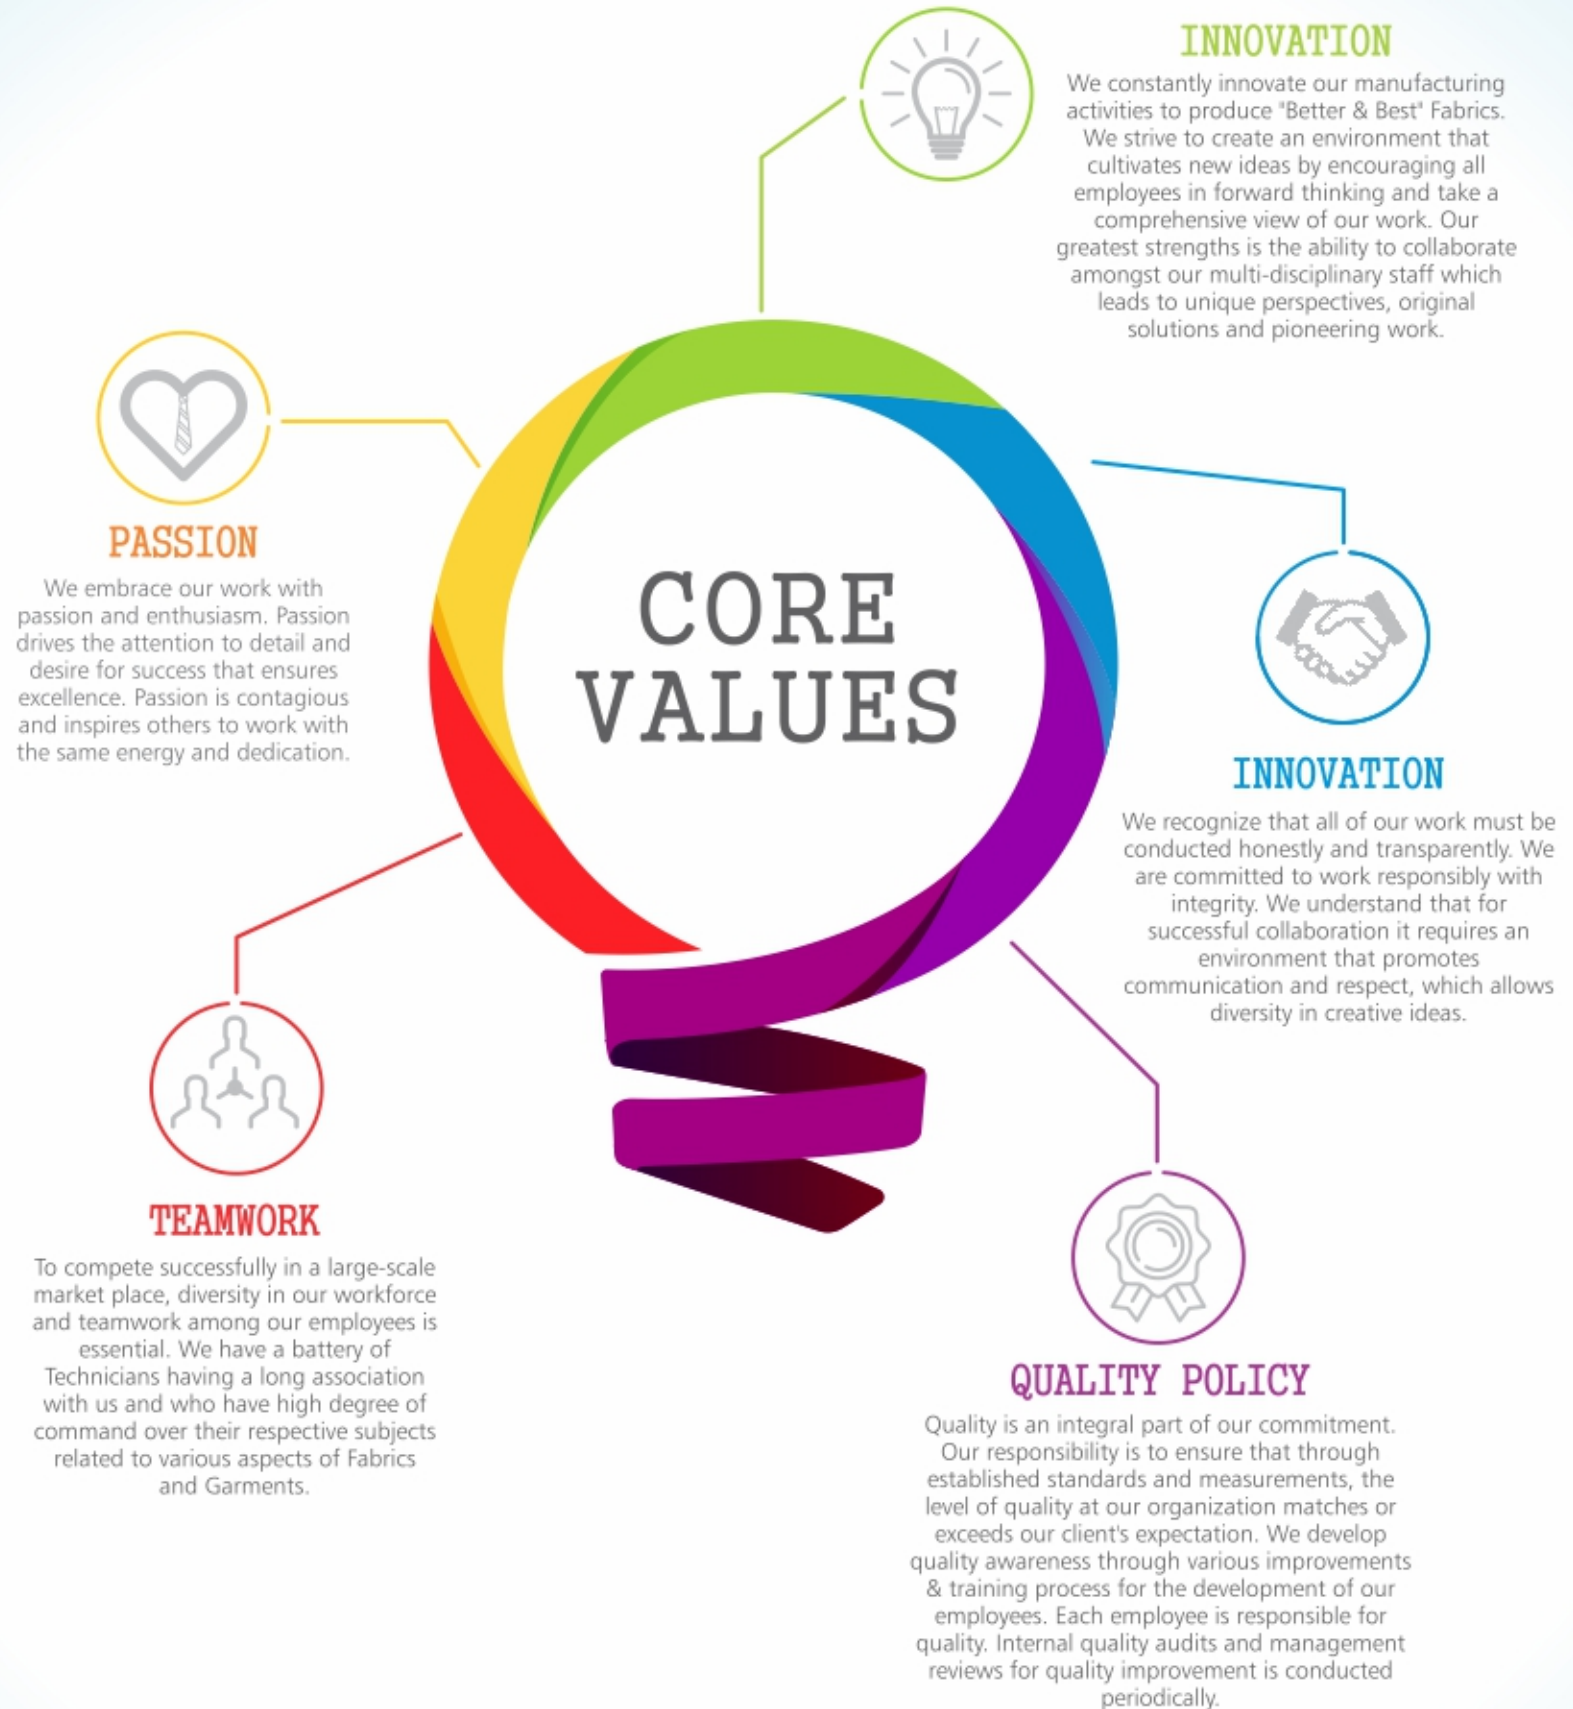 INNOVATION
We constantly innovate our manufacturing
activities to produce "Better & Best" Fabrics.
We strive to create an environment that
cultivates new ideas by encouraging all
employees in forward thinking and take a
comprehensive view of our work. Our
greatest strengths is the ability to collaborate
amongst our multi-disciplinary staff which
leads to unique perspectives, original
solutions and pioneering work.
PASSION
We embrace our work with
passion and enthusiasm. Passion
drives the attention to detail and
desire for success that ensures
excellence. Passion is contagious
and inspires others to work with
the same energy and dedication.
CORE
VALUES
INNOVATION
We recognize that all of our work must be
conducted honestly and transparently. We
are committed to work responsibly with
integrity. We understand that for
successful collaboration it requires an
environment that promotes
communication and respect, which allows
diversity in creative ideas.
TEAMWORK
To compete successfully in a large-scale
market place, diversity in our workforce
and teamwork among our employees is
essential. We have a battery of
Technicians having a long association
with us and who have high degree of
command over their respective subjects
related to various aspects of Fabrics
and Garments.
QUALITY POLICY
Quality is an integral part of our commitment.
Our responsibility is to ensure that through
established standards and measurements, the
level of quality at our organization matches or
exceeds our client's expectation. We develop
quality awareness through various improvements
& training process for the development of our
employees. Each employee is responsible for
quality. Internal quality audits and management
reviews for quality improvement is conducted
periodically.